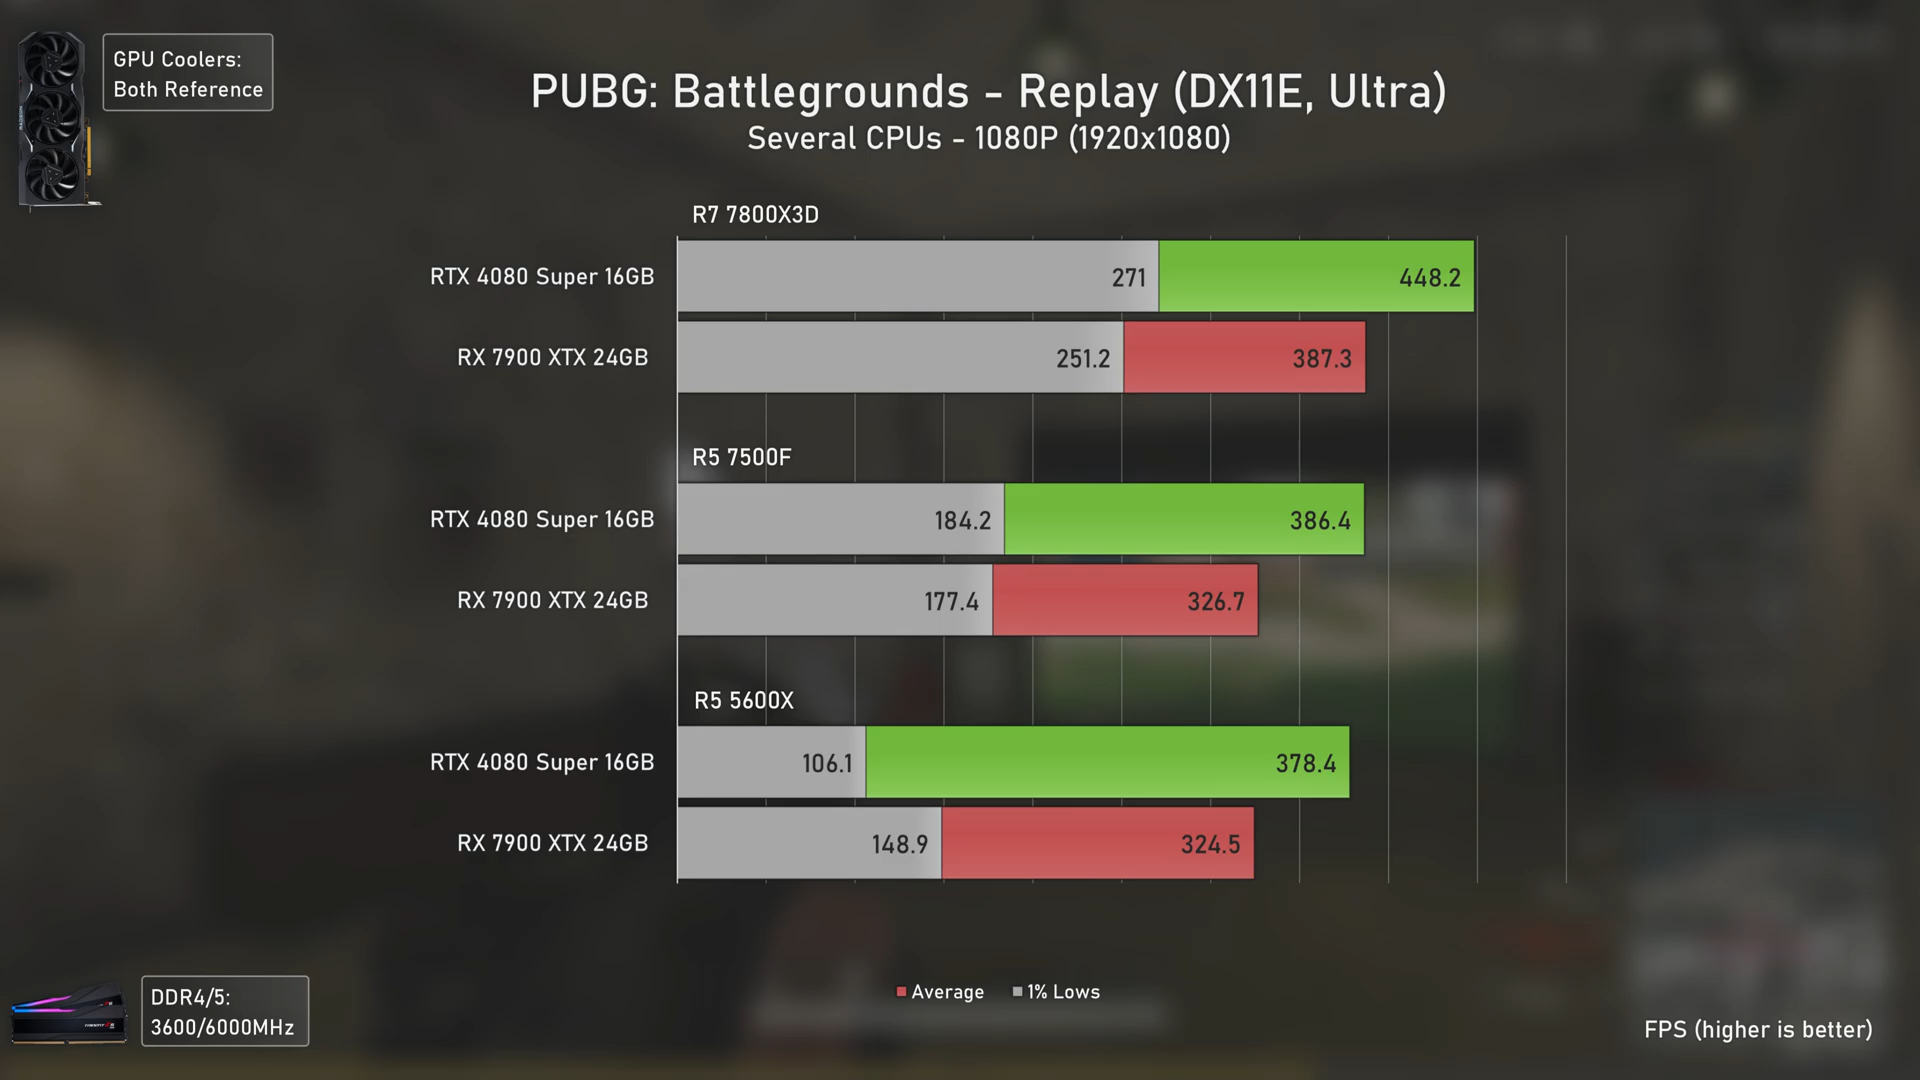 GPU Coolers:
Both Reference
PUBG: Battlegrounds - Replay (DX11E, Ultra)
Several CPUs - 1080P (1920x1080)
R7 7800X3D
RTX 4080 Super 16GB
271
448.2
RX 7900 XTX 24GB
251.2
387.3
R5 7500F
RTX 4080 Super 16GB
184.2
386.4
RX 7900 XTX 24GB
177.4
326.7
R5 5600X
RTX 4080 Super 16GB
106.1
378.4
RX 7900 XTX 24GB
148.9
324.5
Average
1% Lows
DDR4/5:
3600/6000MHz
FPS (higher is better)